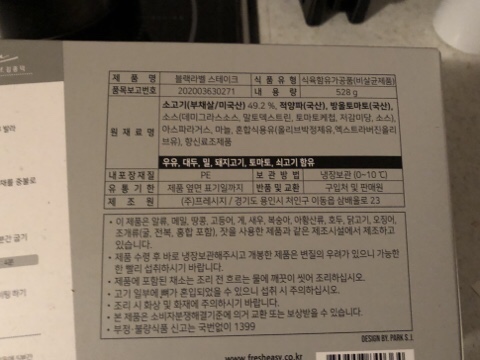 제 품 명 블랙라벨 스테이크 식 품 유 형 식육함유가공품(비살균제품)
품목보고번호 202003630271 내 용 량 528 g
원 재 료 명 소고기(부채살/미국산) 49.2 %, 적양파(국산), 방울토마토(국산),
소스(데미그라스소스, 말토덱스트린, 토마토케첩, 저감미당, 소스),
아스파라거스, 마늘, 혼합식용유(올리브박정제유,엑스트라버진올리
브유), 향신료조제품
우유, 대두, 밀, 돼지고기, 토마토, 쇠고기 함유
내포장재질 PE 보 관 방 법 냉장보관 (0~10 ℃)
유 통 기 한 제품 옆면 표기일까지 반품 및 교환 구입처 및 판매원
제 조 원 (주)프레시지 / 경기도 용인시 처인구 이동읍 삼배울로 23
• 이 제품은 알류, 메밀, 땅콩, 고등어, 게, 새우, 복숭아, 아황산류, 호두, 닭고기, 오징어,
조개류(굴, 전복, 홍합 포함), 잣을 사용한 제품과 같은 제조시설에서 제조하고
있습니다.
• 제품 수령 후 바로 냉장보관해주시고 개봉한 제품은 변질의 우려가 있으니 가능한
한 빨리 섭취하시기 바랍니다.
• 제품에 포함된 채소는 조리 전 흐르는 물에 깨끗이 씻어 조리하십시오.
• 고기 일부에 뼈가 혼입되었을 수 있으니 섭취 시 주의하십시오.
• 조리 시 화상 및 화재에 주의하시기 바랍니다.
• 본 제품은 소비자분쟁해결기준에 의거 교환 또는 보상받을 수 있습니다.
• 부정·불량식품 신고는 국번없이 1399
DESIGN BY. PARK S.I.
www.fresheasy.co.kr